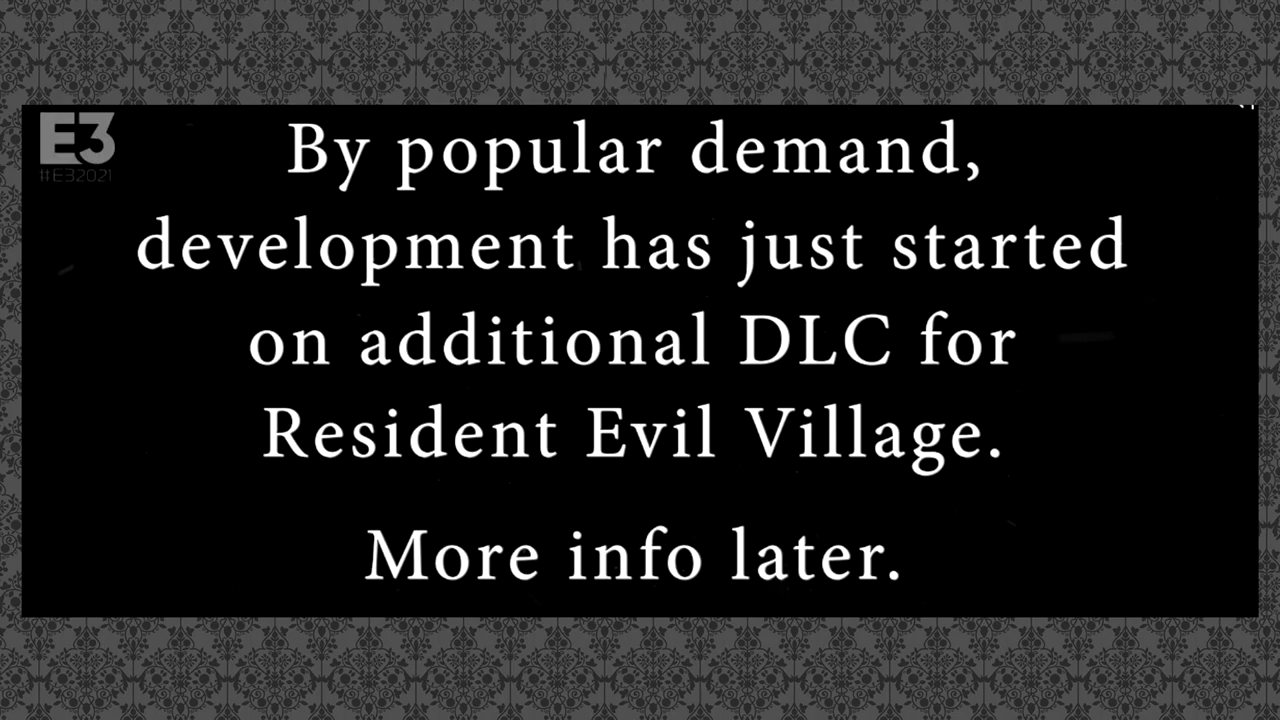 E3
#E32021
By popular demand,
development has just started
on additional DLC for
Resident Evil Village.
More info later.